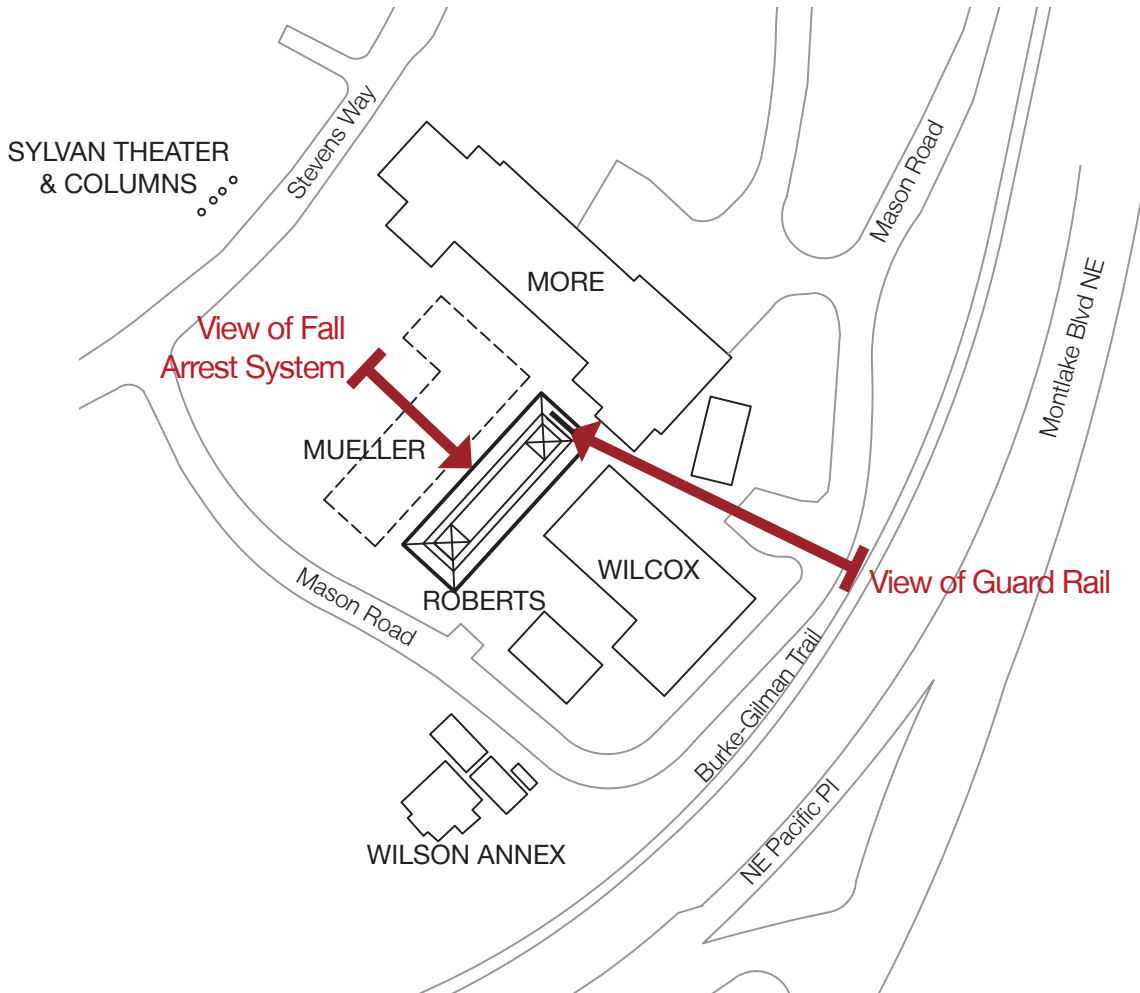 SYLVAN THEATER
& COLUMNS
Stevens Way
Mason Road
MORE
Montlake Blvd NE
View of Fall
Arrest System
MUELLER
WILCOX
View of Guard Rail
ROBERTS
Mason Road
Burke-Gilman Trail
NE Pacific Pl
WILSON ANNEX